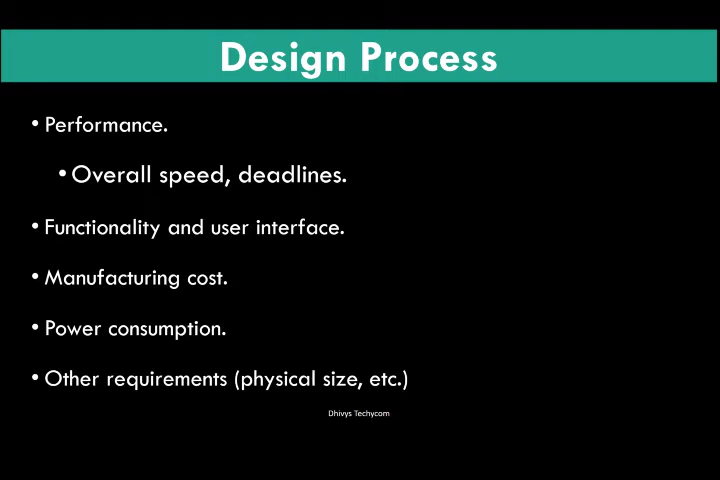 Design Process
• Performance.
• Overall speed, deadlines.
• Functionality and user interface.
• Manufacturing cost.
• Power consumption.
• Other requirements (physical size, etc.)
Dhivys Techycom